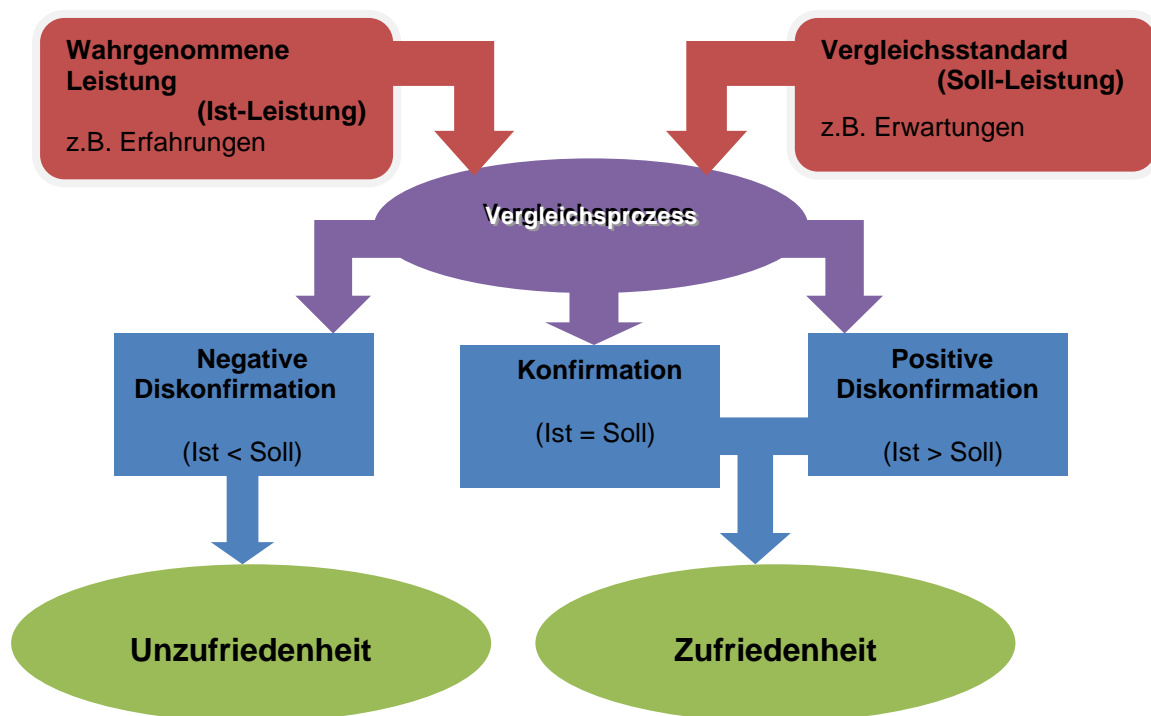 Wahrgenommene
Leistung
(Ist-Leistung)
z.B. Erfahrungen
Vergleichsstandard
(Soll-Leistung)
z.B. Erwartungen
Vergleichsprozess
Negative
Diskonfirmation
(Ist < Soll)
Konfirmation
(Ist = Soll)
Positive
Diskonfirmation
(Ist > Soll)
Unzufriedenheit
Zufriedenheit